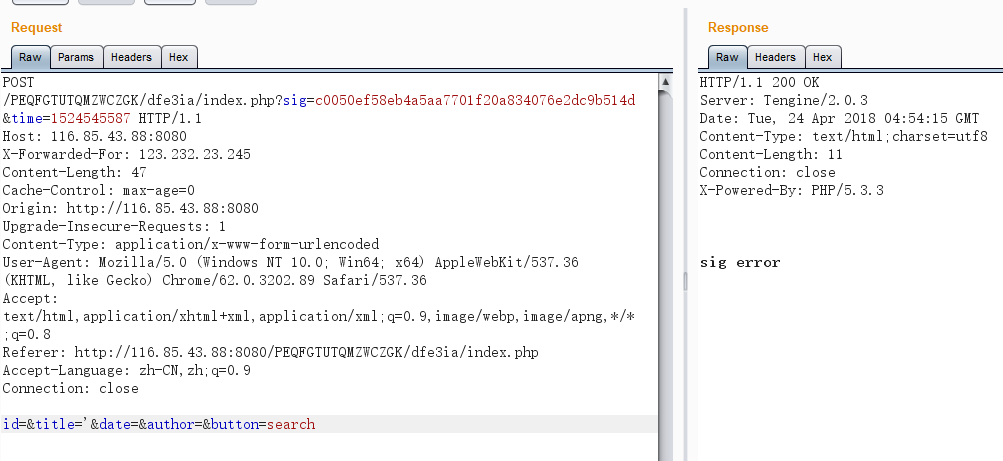 Request
Raw Params Headers Hex
POST
/PEQFGTUTQMZWCZGK/dfe3ia/index.php?sig=c0050ef58eb4a5aa7701f20a834076e2dc9b514d
&time=1524545587 HTTP/1.1
Host: 116.85.43.88:8080
X-Forwarded-For: 123.232.23.245
Content-Length: 47
Cache-Control: max-age=0
Origin: http://116.85.43.88:8080
Upgrade-Insecure-Requests: 1
Content-Type: application/x-www-form-urlencoded
User-Agent: Mozilla/5.0 (Windows NT 10.0; Win64; x64) AppleWebKit/537.36
(KHTML, like Gecko) Chrome/62.0.3202.89 Safari/537.36
Accept:
text/html,application/xhtml+xml,application/xml;q=0.9,image/webp,image/apng,*/*
;q=0.8
Referer: http://116.85.43.88:8080/PEQFGTUTQMZWCZGK/dfe3ia/index.php
Accept-Language: zh-CN,zh;q=0.9
Connection: close
id=&title='&date=&author=&button=search
Response
Raw Headers Hex
HTTP/1.1 200 OK
Server: Tengine/2.0.3
Date: Tue, 24 Apr 2018 04:54:15 GMT
Content-Type: text/html;charset=utf8
Content-Length: 11
Connection: close
X-Powered-By: PHP/5.3.3
sig error